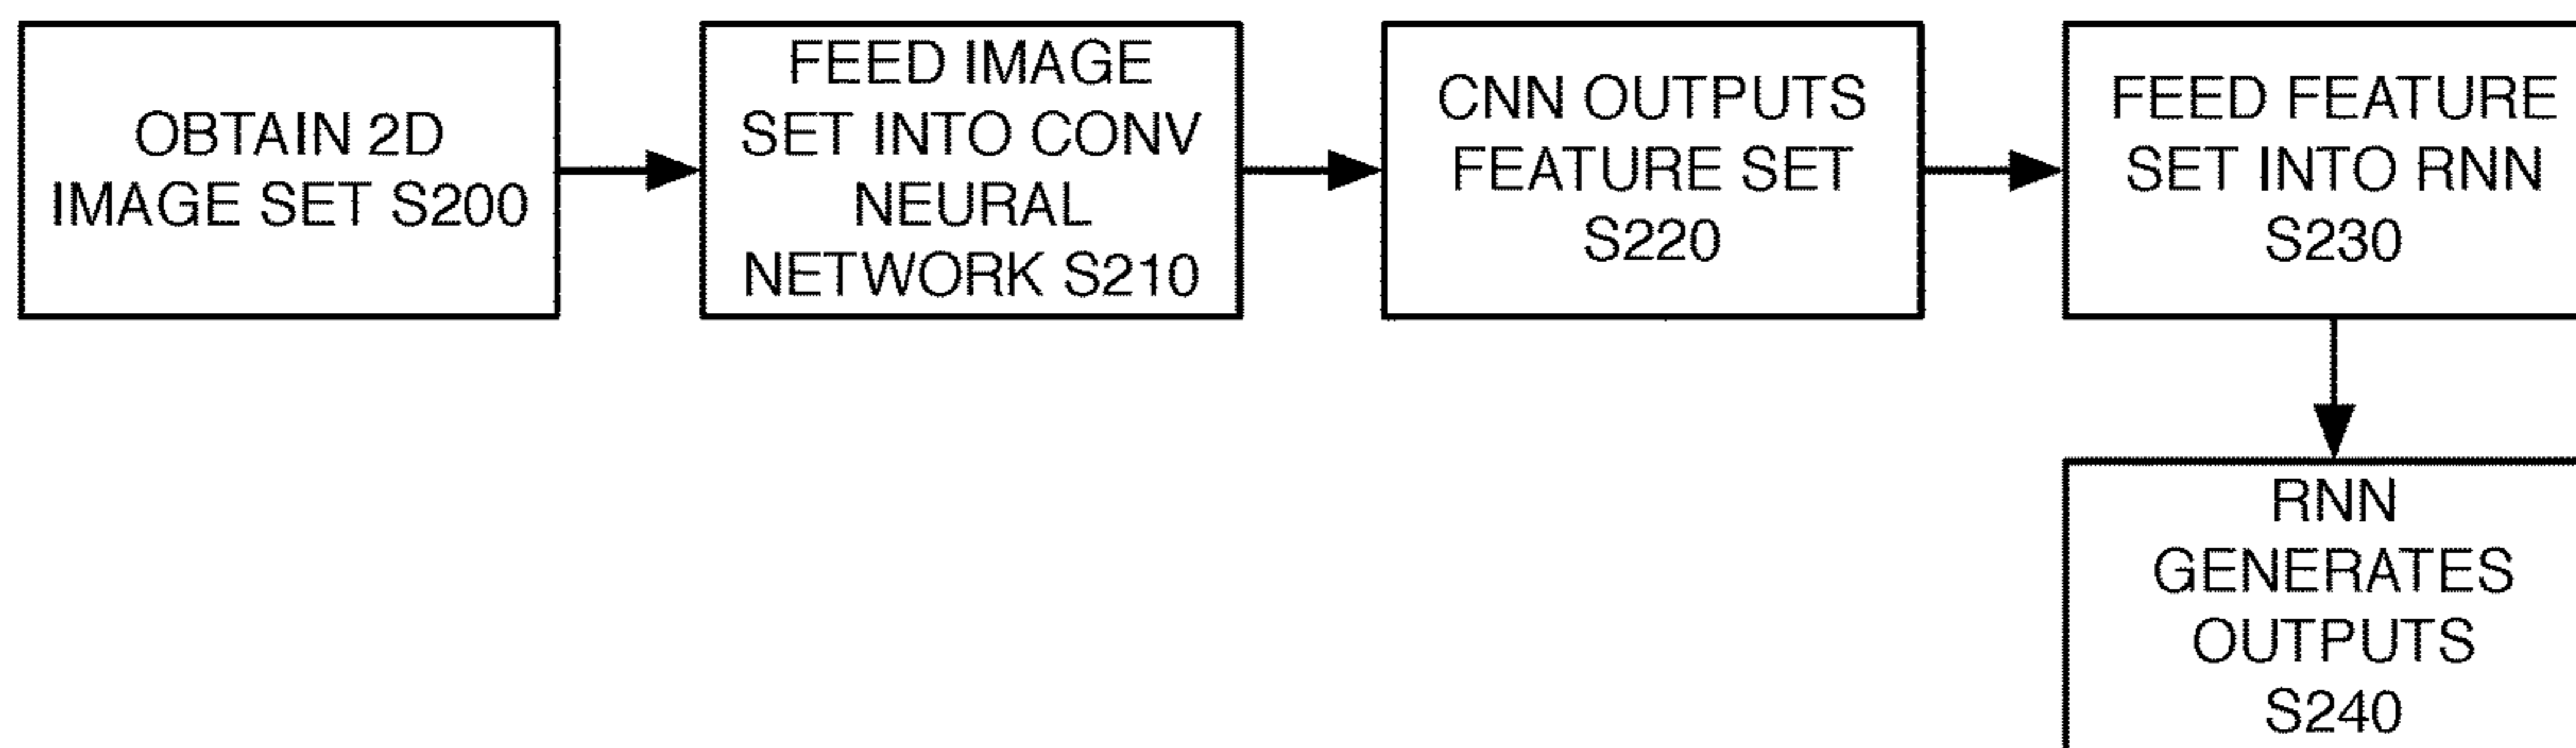 OBTAIN 2D
IMAGE SET S200
FEED IMAGE
SET INTO CONV
NEURAL
NETWORK S210
CNN OUTPUTS
FEATURE SET
S220
FEED FEATURE
SET INTO RNN
S230
RNN
GENERATES
OUTPUTS
S240